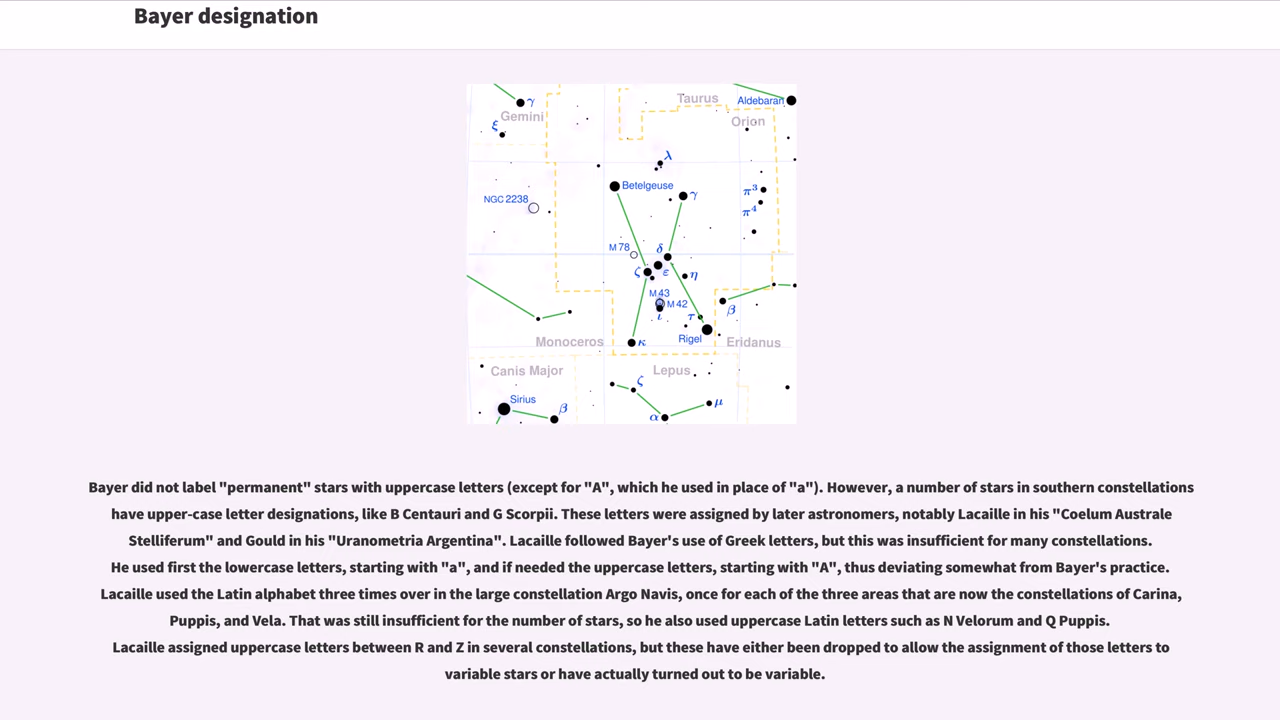 Bayer designation
Taurus
Aldebaran
γ
Gemini
Orion
ξ
λ
Betelgeuse
γ
π³
NGC 2238
π⁴
M 78
δ
ζ
ε
η
M 43
M 42
ι
τ
β
Rigel
κ
Monoceros
Eridanus
Canis Major
Lepus
ζ
Sirius
β
α
μ
Bayer did not label "permanent" stars with uppercase letters (except for "A", which he used in place of "a"). However, a number of stars in southern constellations
have upper-case letter designations, like B Centauri and G Scorpii. These letters were assigned by later astronomers, notably Lacaille in his "Coelum Australe
Stelliferum" and Gould in his "Uranometria Argentina". Lacaille followed Bayer's use of Greek letters, but this was insufficient for many constellations.
He used first the lowercase letters, starting with "a", and if needed the uppercase letters, starting with "A", thus deviating somewhat from Bayer's practice.
Lacaille used the Latin alphabet three times over in the large constellation Argo Navis, once for each of the three areas that are now the constellations of Carina,
Puppis, and Vela. That was still insufficient for the number of stars, so he also used uppercase Latin letters such as N Velorum and Q Puppis.
Lacaille assigned uppercase letters between R and Z in several constellations, but these have either been dropped to allow the assignment of those letters to
variable stars or have actually turned out to be variable.